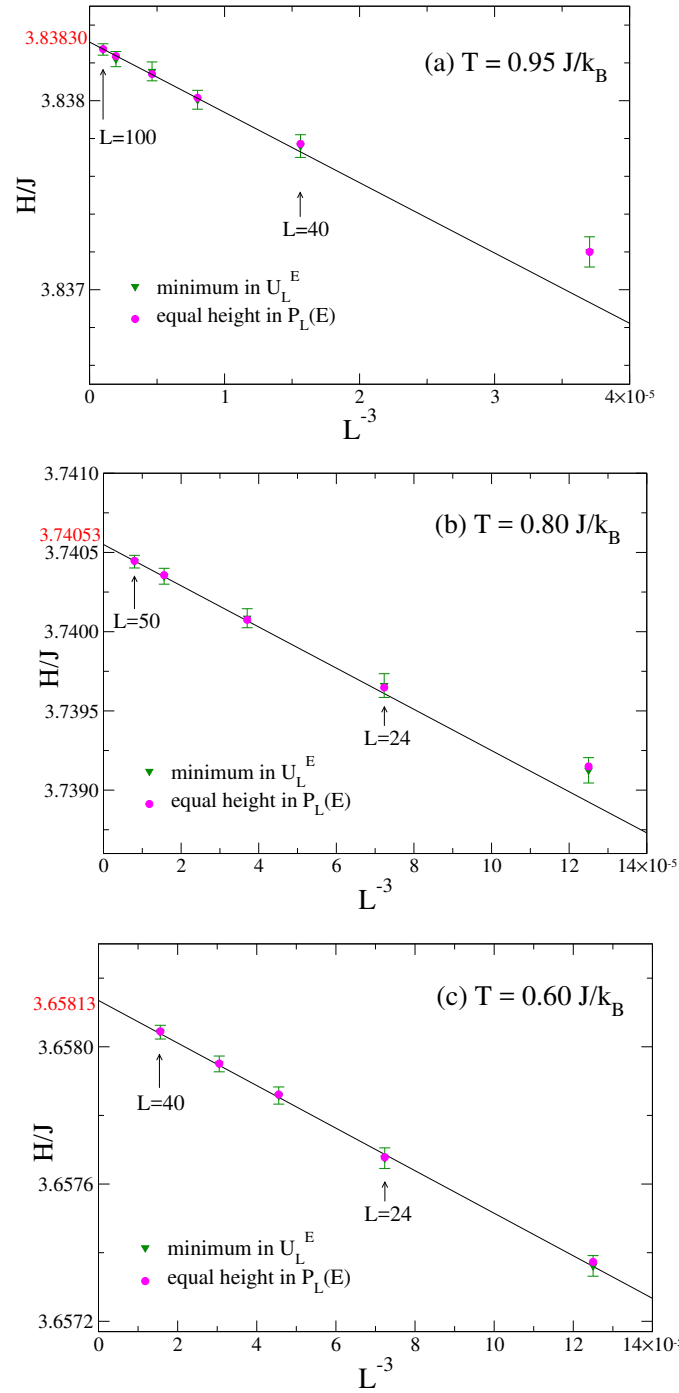 3.83830
(a) T = 0.95 J/k_B
3.838
L=100
H/J
L=40
3.837
minimum in U_L^E
equal height in P_L(E)
0 1 2 3 4×10⁻⁵
L⁻³
3.7410
(b) T = 0.80 J/k_B
3.74053
3.7405
L=50
3.7400
H/J
3.7395
L=24
minimum in U_L^E
3.7390
equal height in P_L(E)
0 2 4 6 8 10 12 14×10⁻⁵
L⁻³
(c) T = 0.60 J/k_B
3.65813
3.6580
L=40
H/J
3.6576
L=24
minimum in U_L^E
equal height in P_L(E)
3.6572
0 2 4 6 8 10 12 14×10⁻
L⁻³